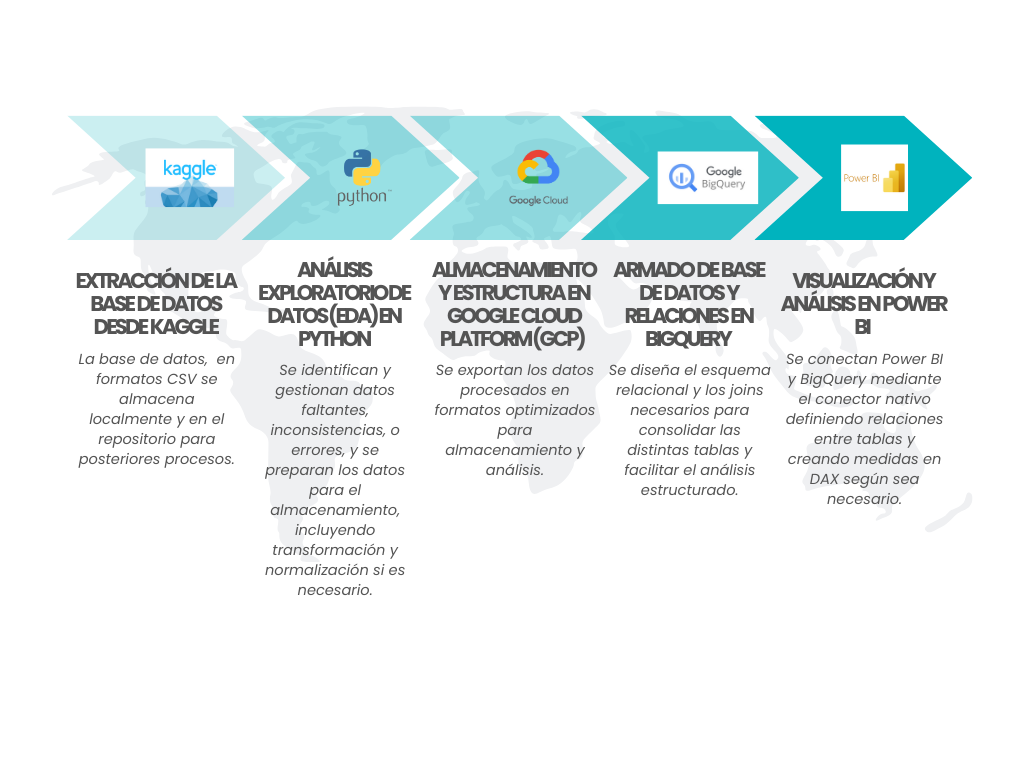 kaggle
python™
Google Cloud
Google
BigQuery
Power BI
EXTRACCIÓN DE LA
BASE DE DATOS
DESDE KAGGLE
La base de datos, en
formatos CSV se
almacena
localmente y en el
repositorio para
posteriores procesos.
ANÁLISIS
EXPLORATORIO DE
DATOS (EDA) EN
PYTHON
Se identifican y
gestionan datos
faltantes,
inconsistencias, o
errores, y se
preparan los datos
para el
almacenamiento,
incluyendo
transformación y
normalización si es
necesario.
ALMACENAMIENTO
Y ESTRUCTURA EN
GOOGLE CLOUD
PLATFORM (GCP)
Se exportan los datos
procesados en
formatos optimizados
para
almacenamiento y
análisis.
ARMADO DE BASE
DE DATOS Y
RELACIONES EN
BIGQUERY
Se diseña el esquema
relacional y los joins
necesarios para
consolidar las
distintas tablas y
facilitar el análisis
estructurado.
VISUALIZACIÓN Y
ANÁLISIS EN POWER
BI
Se conectan Power BI
y BigQuery mediante
el conector nativo
definiendo relaciones
entre tablas y
creando medidas en
DAX según sea
necesario.